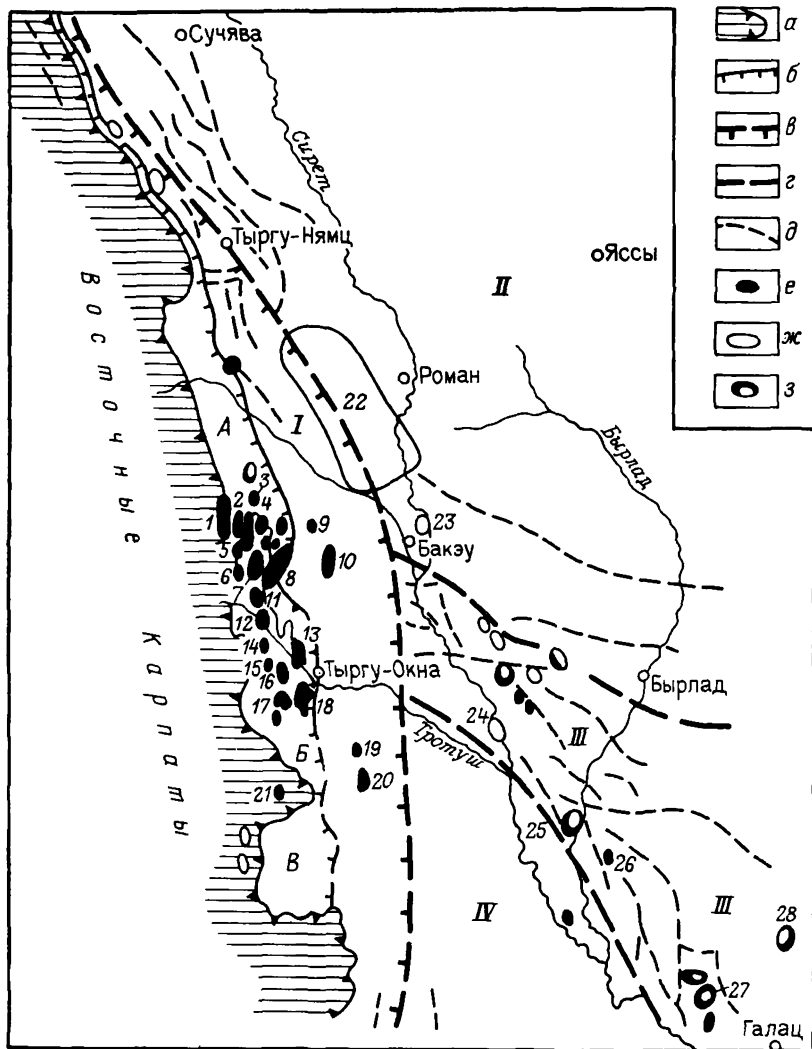 Сучява
Сирет
Тыргу-Нямц
Яссы
II
Восточные Карпаты
Роман
22
А
I
Бырлад
3
2
4
1
9
23
Бакэу
5
10
6
8
7
11
12
13
14
Тыргу-Окна
15
16
Бырлад
17
18
24
III
Б
Тротуш
19
20
21
25
26
В
IV
III
28
27
Галац
а
б
в
г
д
е
ж
з